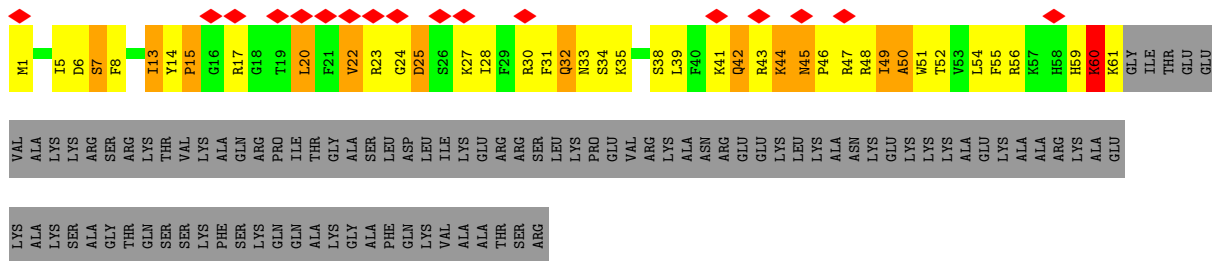 M1 I5 D6 S7 F8 I13 Y14 P15 G16 R17 G18 T19 L20 F21 V22 R23 G24 D25 S26 K27 I28 F29 R30 F31 Q32 N33 S34 K35 S38 L39 F40 K41 Q42 R43 K44 N45 P46 R47 R48 I49 A50 W51 T52 V53 L54 F55 R56 K57 H58 H59 K60 K61 GLY ILE THR GLU GLU
VAL ALA LYS LYS ARG SER ARG LYS THR VAL LYS ALA GLN ARG PRO ILE THR GLY ALA SER LEU ASP LEU ILE LYS GLU ARG ARG SER LEU LYS PRO GLU VAL ARG LYS ALA ASN ARG GLU GLU LYS LEU LYS ALA ASN LYS GLU LYS LYS LYS ALA GLU LYS ALA ALA ARG LYS ALA GLU
LYS ALA LYS SER ALA GLY THR GLN SER SER LYS PHE SER LYS GLN GLN ALA LYS GLY ALA PHE GLN LYS VAL ALA ALA THR SER ARG